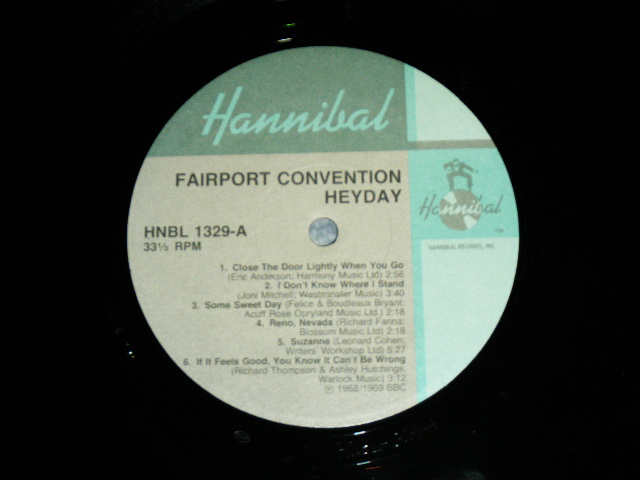 Hannibal
FAIRPORT CONVENTION
HEYDAY
Hannibal
HANNIBAL RECORDS, INC.
HNBL 1329-A
33⅓ RPM
1. Close The Door Lightly When You Go
(Eric Anderson; Harmony Music Ltd) 2:56
2. I Don't Know Where I Stand
(Joni Mitchell; Westminster Music) 3:40
3. Some Sweet Day (Felice & Boudleaux Bryant;
Acuff Rose Opryland Music Ltd.) 2:18
4. Reno, Nevada (Richard Farina;
Blossom Music Ltd) 2:18
5. Suzanne (Leonard Cohen;
Writers' Workshop Ltd) 5:27
6. If It Feels Good, You Know It Can't Be Wrong
(Richard Thompson & Ashley Hutchings;
Warlock Music) 3:12
℗ 1968/1969 BBC